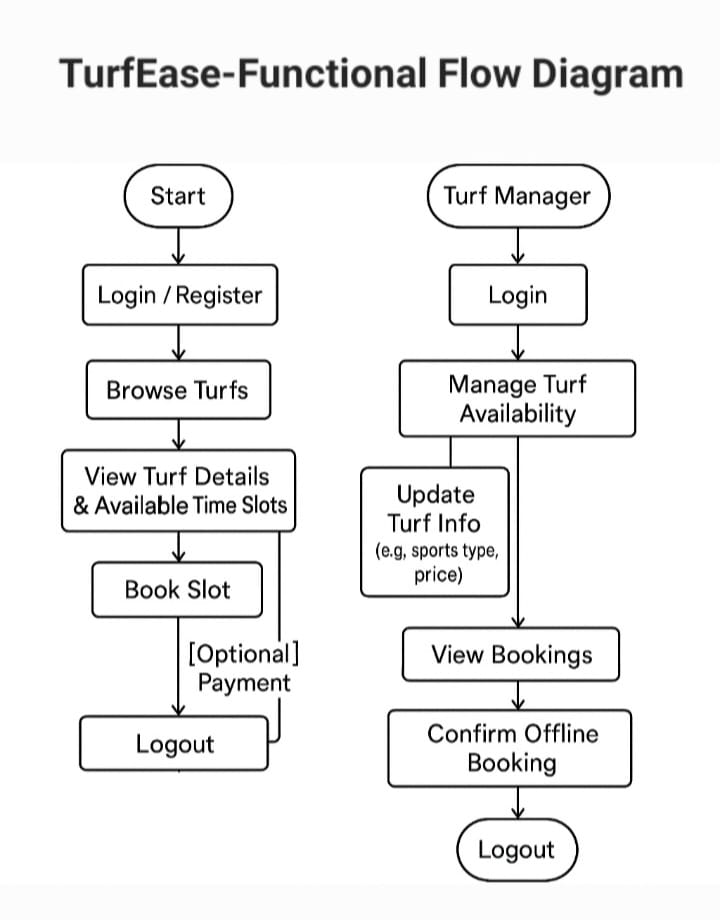 TurfEase-Functional Flow Diagram
Start
Login / Register
Browse Turfs
View Turf Details
& Available Time Slots
Book Slot
[Optional]
Payment
Logout
Turf Manager
Login
Manage Turf
Availability
Update
Turf Info
(e.g, sports type,
price)
View Bookings
Confirm Offline
Booking
Logout